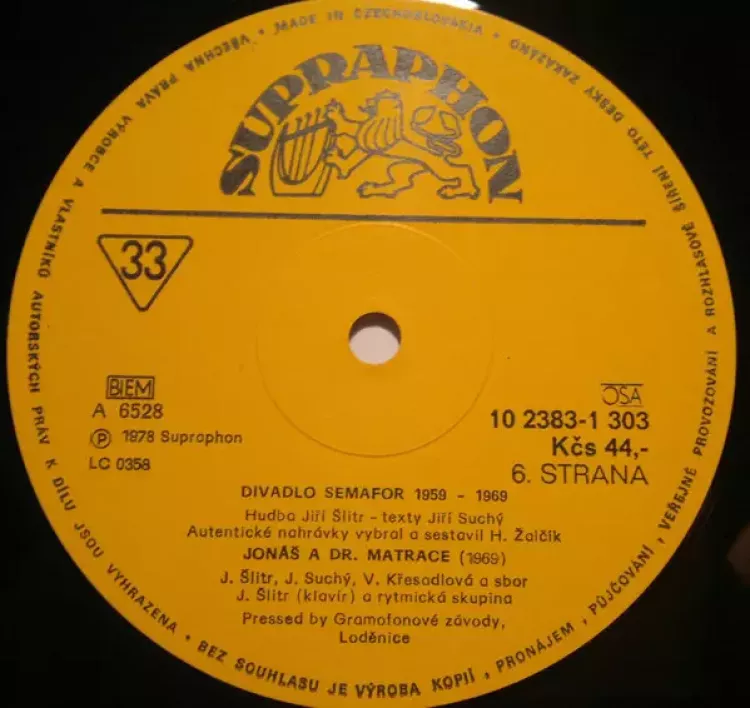 SUPRAPHON
33
BIEM
A 6528
Ⓟ 1978 Supraphon
LC 0358
OSA
10 2383-1 303
Kčs 44,-
6. STRANA
DIVADLO SEMAFOR 1959 - 1969
Hudba Jiří Šlitr - texty Jiří Suchý
Autentické nahrávky vybral a sestavil H. Žalčík
JONÁŠ A DR. MATRACE (1969)
J. Šlitr, J. Suchý, V. Křesadlová a sbor
J. Šlitr (klavír) a rytmická skupina
Pressed by Gramofonové závody,
Loděnice
MADE IN CZECHOSLOVAKIA • VŠECHNA PRÁVA VÝROBCE A VLASTNÍKŮ AUTORSKÝCH PRÁV K DÍLU JSOU VYHRAZENA • BEZ SOUHLASU JE VÝROBA KOPIÍ, PRONÁJEM, PŮJČOVÁNÍ, VEŘEJNÉ PROVOZOVÁNÍ A ROZHLASOVÉ ŠÍŘENÍ TÉTO DESKY ZAKÁZÁNO •